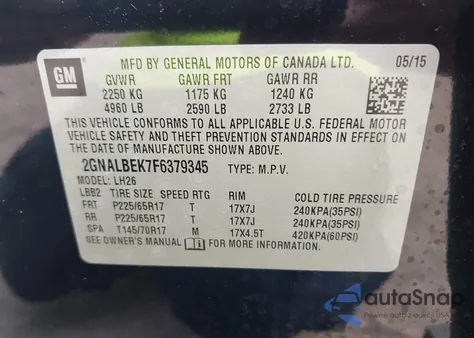 GM
MFD BY GENERAL MOTORS OF CANADA LTD. 05/15
GVWR GAWR FRT GAWR RR
2250 KG 1175 KG 1240 KG
4960 LB 2590 LB 2733 LB
THIS VEHICLE CONFORMS TO ALL APPLICABLE U.S. FEDERAL MOTOR
VEHICLE SAFETY AND THEFT PREVENTION STANDARDS IN EFFECT ON
THE DATE OF MANUFACTURE SHOWN ABOVE.
2GNALBEK7F6379345 TYPE: M.P.V.
MODEL: LH26
LBB2 TIRE SIZE SPEED RTG RIM COLD TIRE PRESSURE
FRT P225/65R17 T 17X7J 240KPA(35PSI)
RR P225/65R17 T 17X7J 240KPA(35PSI)
SPA T145/70R17 M 17X4.5T 420KPA(60PSI)
SEE OWNER'S MANUAL FOR MORE INFORMATION
autoSnap
Pewne auto z aukcji w USA